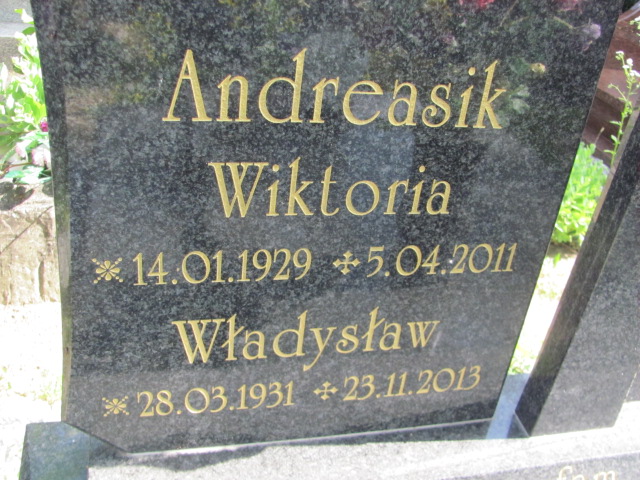 Andreasik
Wiktoria
※14.01.1929 ✢5.04.2011
Władysław
※28.03.1931 ✢23.11.2013